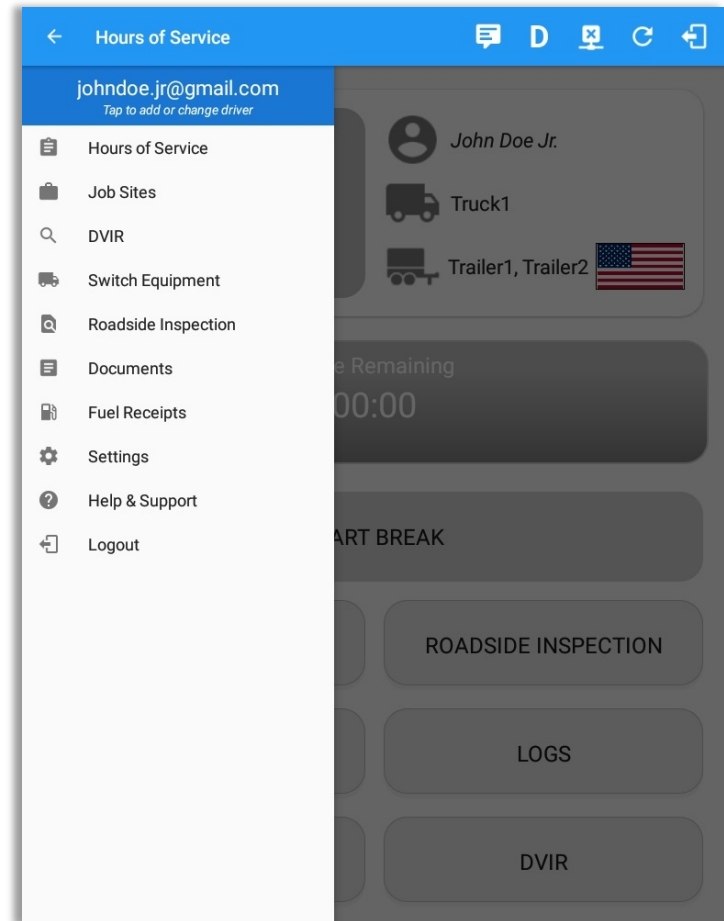 Hours of Service
D
johndoe.jr@gmail.com
Tap to add or change driver
Hours of Service
Job Sites
DVIR
Switch Equipment
Roadside Inspection
Documents
Fuel Receipts
Settings
Help & Support
Logout
John Doe Jr.
Truck1
Trailer1, Trailer2
e Remaining
00:00
ART BREAK
ROADSIDE INSPECTION
LOGS
DVIR